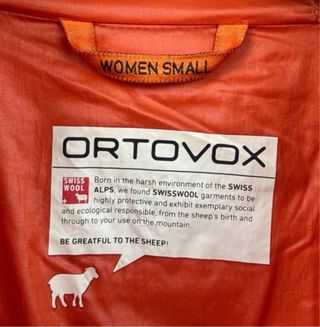 WOMEN SMALL
ORTOVOX
SWISS
WOOL
Born in the harsh environment of the SWISS
ALPS, we found SWISSWOOL garments to be
highly protective and exhibit exemplary social
and ecological responsible, from the sheep's birth and
through to your use on the mountain.
BE GREATFUL TO THE SHEEP!